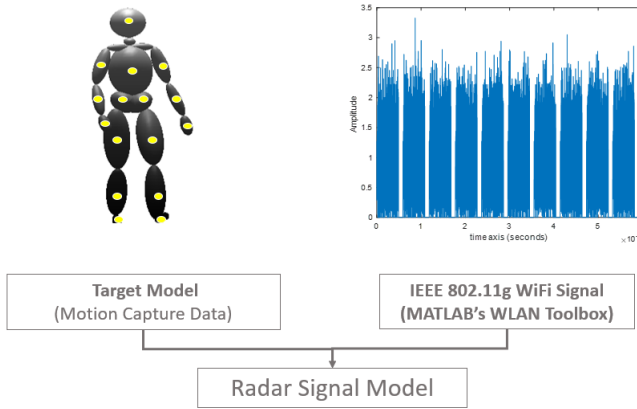 3.5
3
2.5
2
1.5
1
0.5
0
Amplitude
0 1 2 3 4 5
time axis (seconds)
Target Model
(Motion Capture Data)
IEEE 802.11g WiFi Signal
(MATLAB's WLAN Toolbox)
Radar Signal Model